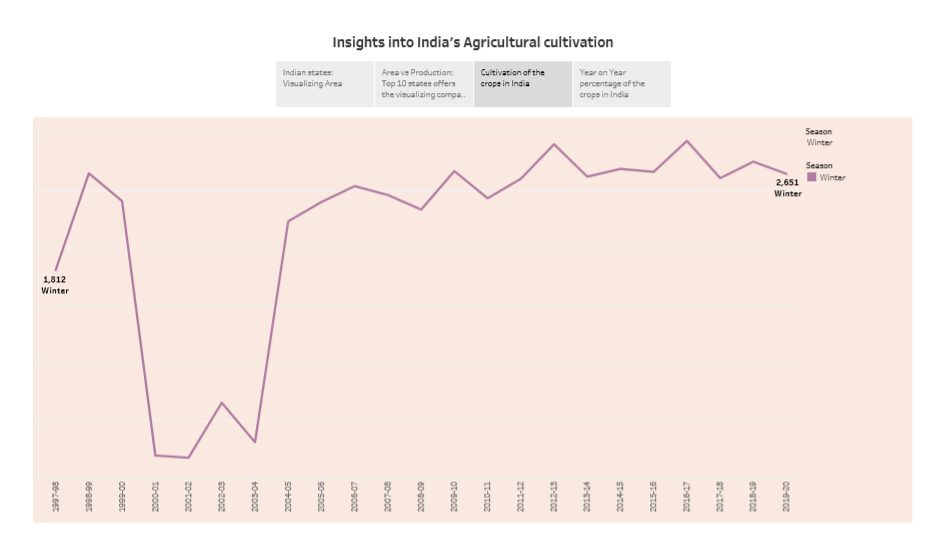 Insights into India's Agricultural cultivation
Indian states:
Visualizing Area
Area vs Production:
Top 10 states offers
the visualizing compa..
Cultivation of the
crops in India
Year on Year
percentage of the
crops in India
Season
Winter
Season
Winter
2,651
Winter
1,812
Winter
1997-98
1998-99
1999-00
2000-01
2001-02
2002-03
2003-04
2004-05
2005-06
2006-07
2007-08
2008-09
2009-10
2010-11
2011-12
2012-13
2013-14
2014-15
2015-16
2016-17
2017-18
2018-19
2019-20